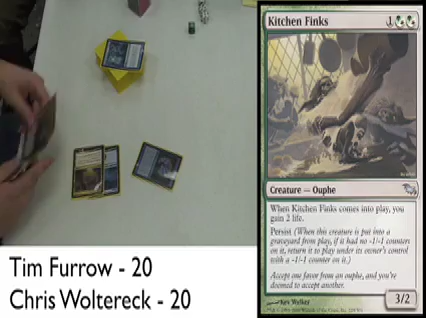 Kitchen Finks 1
Creature — Ouphe
When Kitchen Finks comes into play, you
gain 2 life.
Persist (When this creature is put into a
graveyard from play, if it had no -1/-1 counters
on it, return it to play under its owner's control
with a -1/-1 counter on it.)
Accept one favor from an ouphe, and you're
doomed to accept another.
Kev Walker
3/2
Tim Furrow - 20
Chris Woltereck - 20